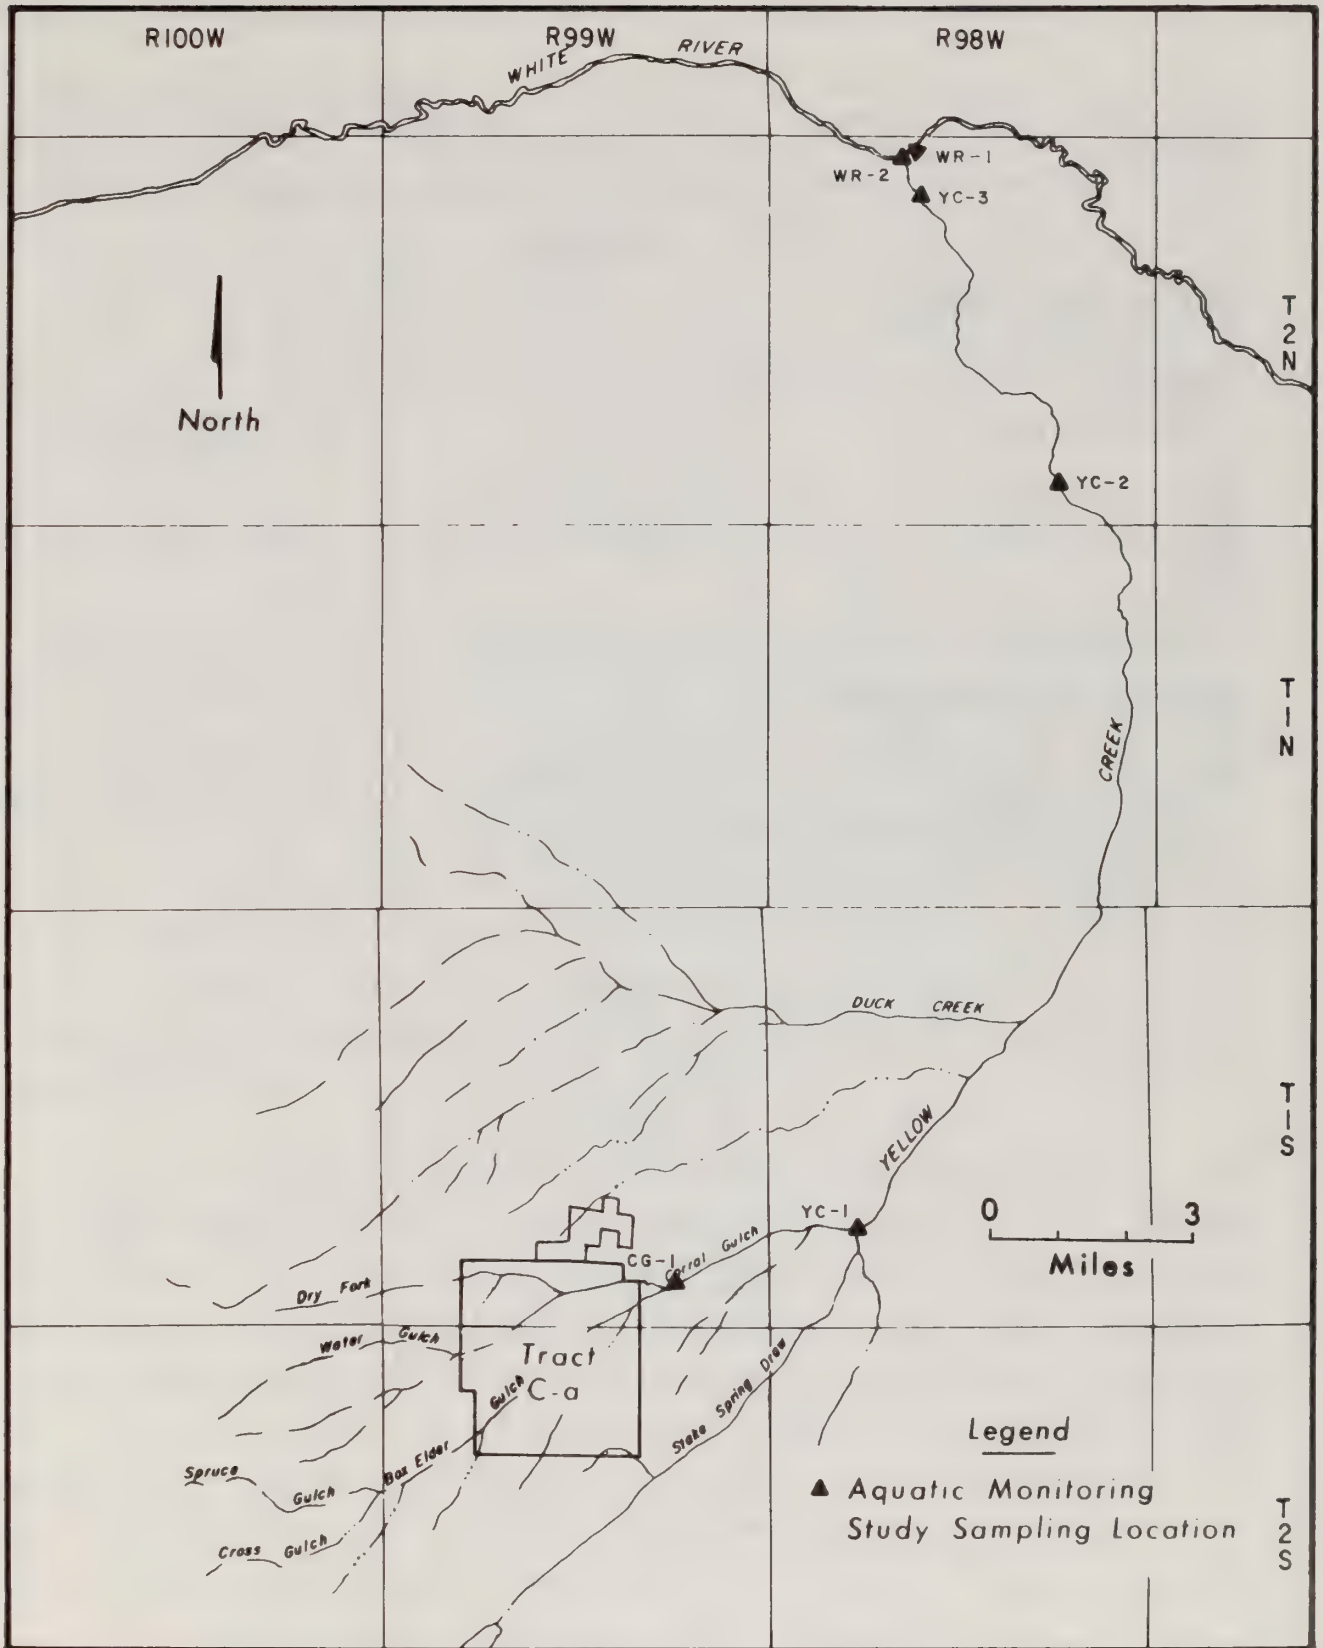 R100W
R99W
R98W
WHITE RIVER
WR-1
WR-2
YC-3
T2N
North
YC-2
T1N
CREEK
DUCK CREEK
YELLOW
T1S
YC-1
0 3
Miles
CG-1
Corral Gulch
Dry Fork
Water Gulch
Tract
C-a
Gulch
Box Elder
Stake Spring Draw
Spruce
Gulch
Cross Gulch
Legend
Aquatic Monitoring
Study Sampling Location
T2S